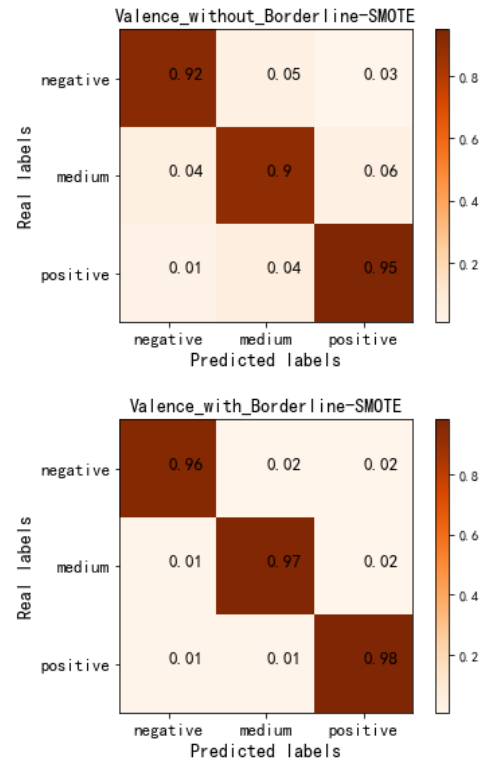 Valence_without_Borderline-SMOTE
negative 0.92 0.05 0.03
medium 0.04 0.9 0.06
positive 0.01 0.04 0.95
negative medium positive
Predicted labels
Real labels
0.8
0.6
0.4
0.2
Valence_with_Borderline-SMOTE
negative 0.96 0.02 0.02
medium 0.01 0.97 0.02
positive 0.01 0.01 0.98
negative medium positive
Predicted labels
Real labels
0.8
0.6
0.4
0.2